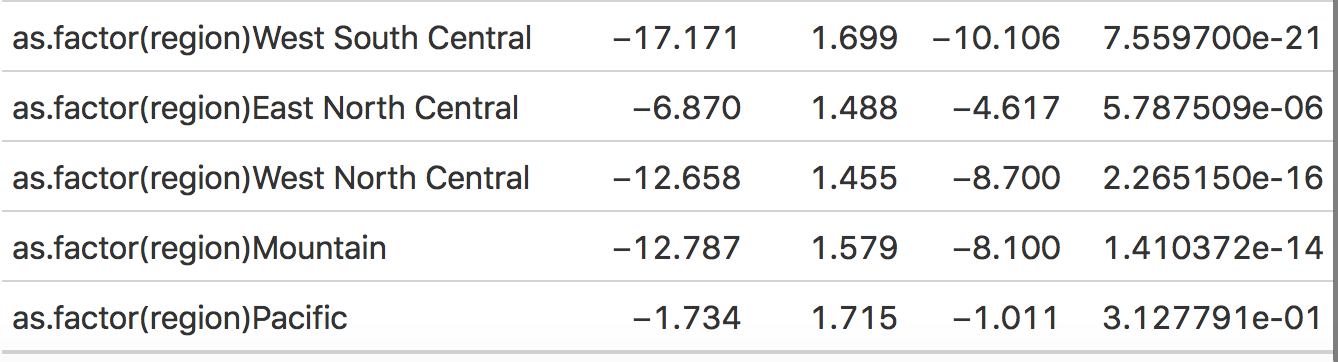 as.factor(region)West South Central −17.171 1.699 −10.106 7.559700e-21
as.factor(region)East North Central −6.870 1.488 −4.617 5.787509e-06
as.factor(region)West North Central −12.658 1.455 −8.700 2.265150e-16
as.factor(region)Mountain −12.787 1.579 −8.100 1.410372e-14
as.factor(region)Pacific −1.734 1.715 −1.011 3.127791e-01